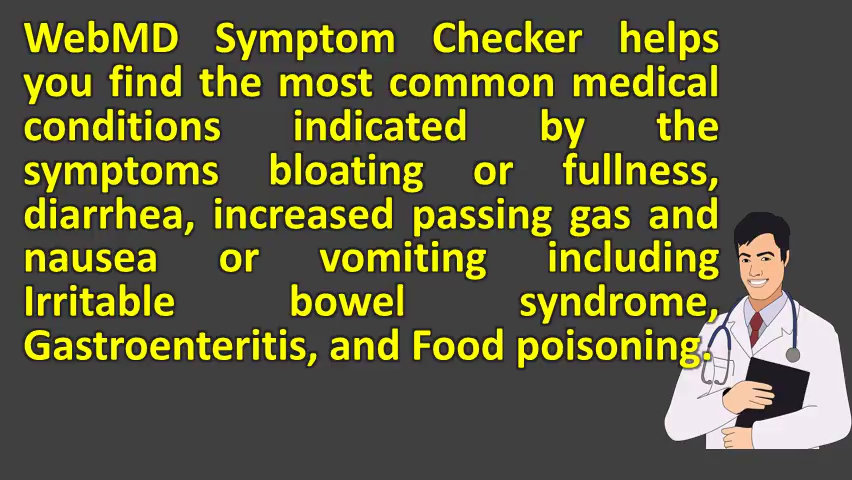 WebMD Symptom Checker helps
you find the most common medical
conditions indicated by the
symptoms bloating or fullness,
diarrhea, increased passing gas and
nausea or vomiting including
Irritable bowel syndrome,
Gastroenteritis, and Food poisoning.